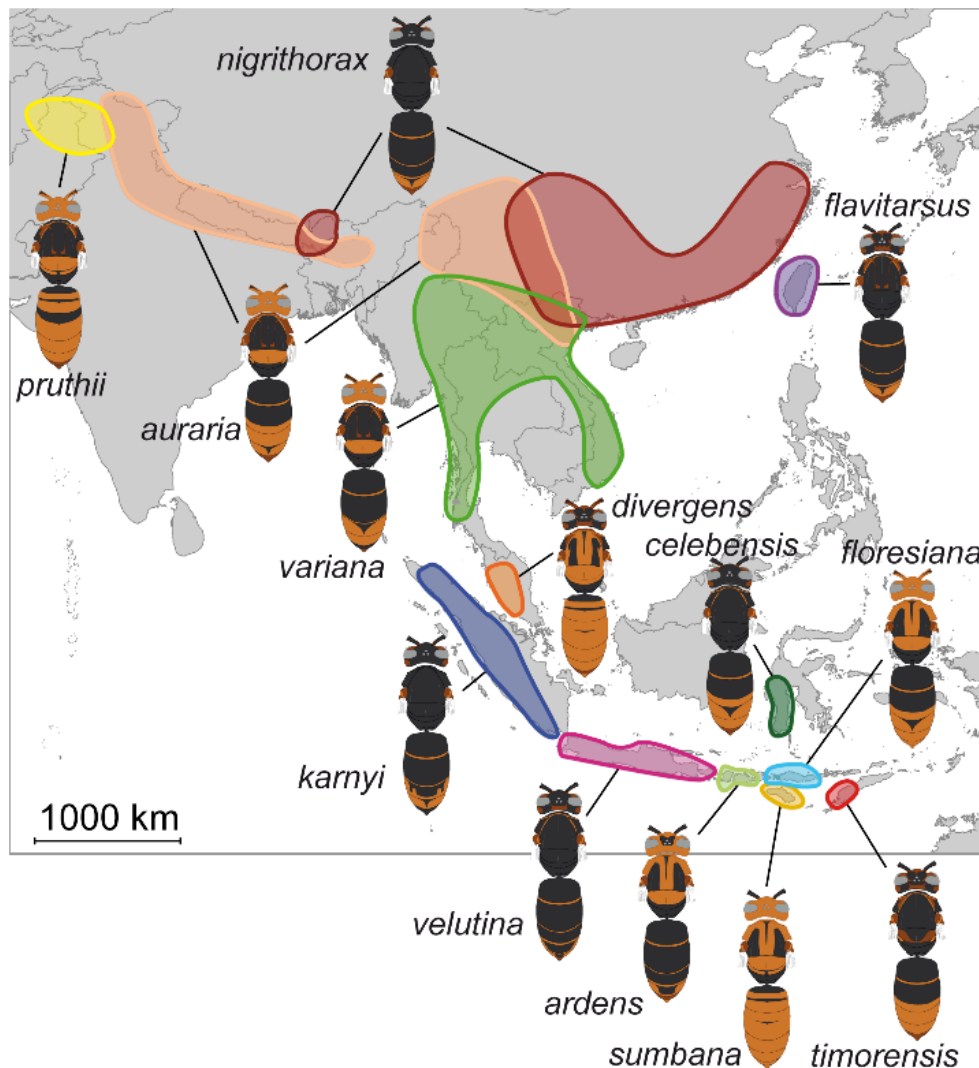 nigrithorax
flavitarsus
pruthii
auraria
variana
divergens
celebensis
floresiana
karnyi
1000 km
velutina
ardens
sumbana
timorensis